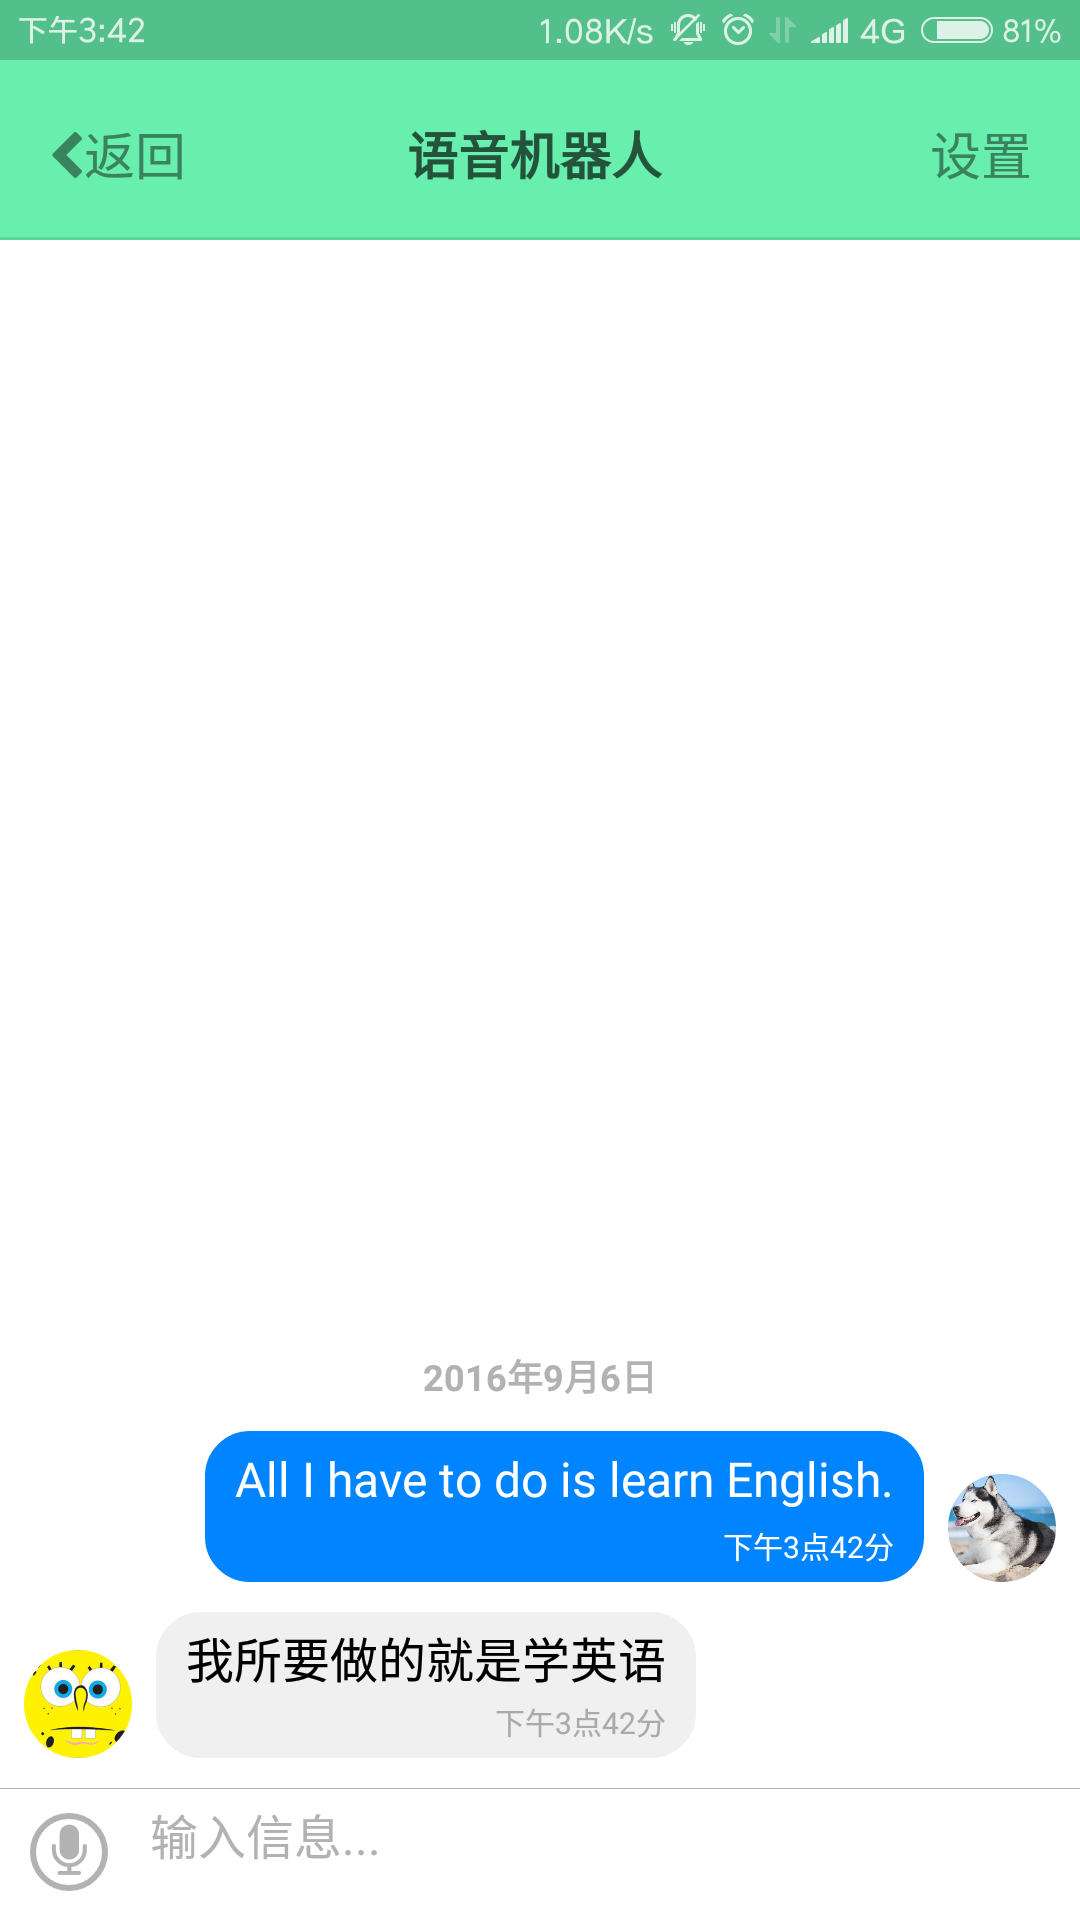 下午3:42 1.08K/s 4G 81%
返回 语音机器人 设置
2016年9月6日
All I have to do is learn English.
下午3点42分
我所要做的就是学英语
下午3点42分
输入信息...